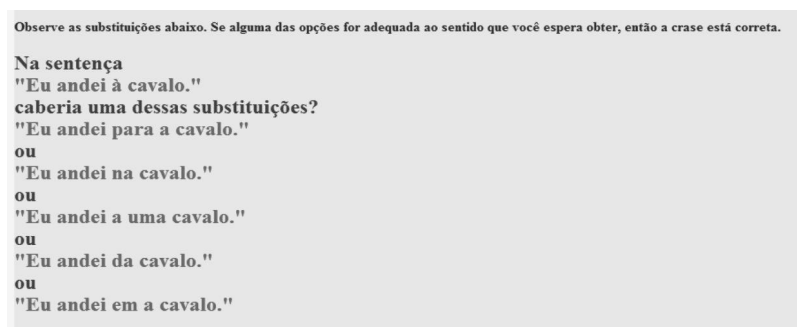 Observe as substituições abaixo. Se alguma das opções for adequada ao sentido que você espera obter, então a crase está correta.
Na sentença
"Eu andei à cavalo."
caberia uma dessas substituições?
"Eu andei para a cavalo."
ou
"Eu andei na cavalo."
ou
"Eu andei a uma cavalo."
ou
"Eu andei da cavalo."
ou
"Eu andei em a cavalo."